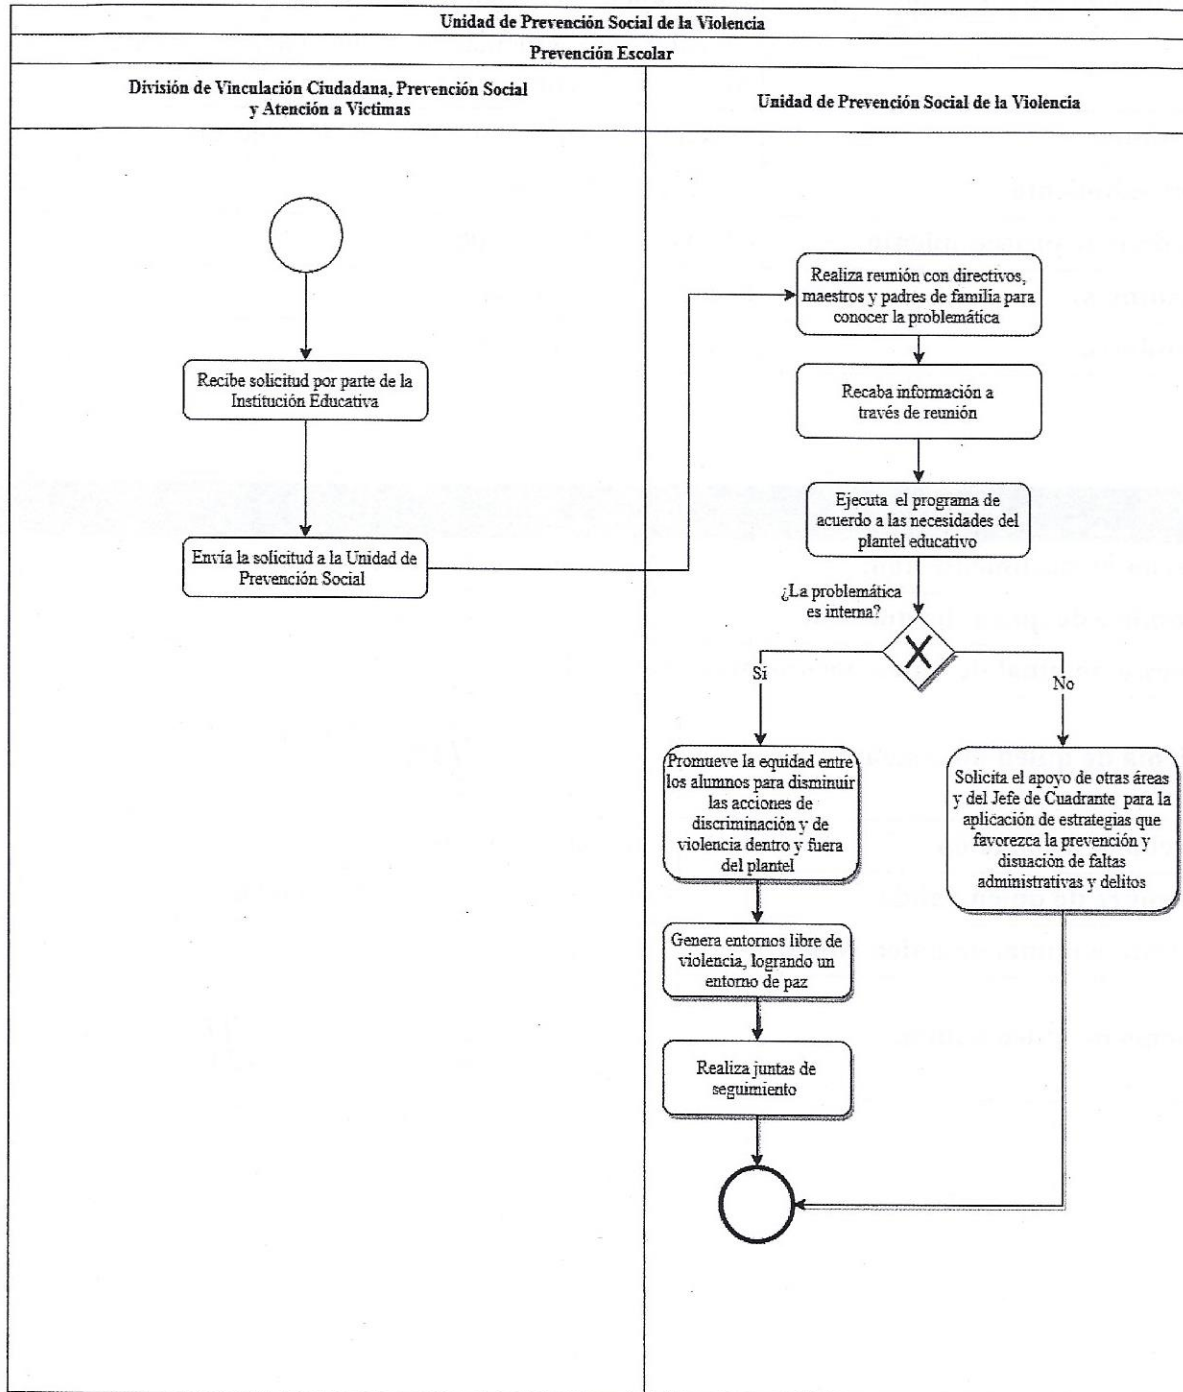 Unidad de Prevención Social de la Violencia
Prevención Escolar
División de Vinculación Ciudadana, Prevención Social
y Atención a Victimas
Unidad de Prevención Social de la Violencia
Recibe solicitud por parte de la
Institución Educativa
Envía la solicitud a la Unidad de
Prevención Social
Realiza reunión con directivos,
maestros y padres de familia para
conocer la problemática
Recaba información a
través de reunión
Ejecuta el programa de
acuerdo a las necesidades del
plantel educativo
¿La problemática
es interna?
Si
No
Promueve la equidad entre
los alumnos para disminuir
las acciones de
discriminación y de
violencia dentro y fuera
del plantel
Solicita el apoyo de otras áreas
y del Jefe de Cuadrante para la
aplicación de estrategias que
favorezca la prevención y
disuación de faltas
administrativas y delitos
Genera entornos libre de
violencia, logrando un
entorno de paz
Realiza juntas de
seguimiento